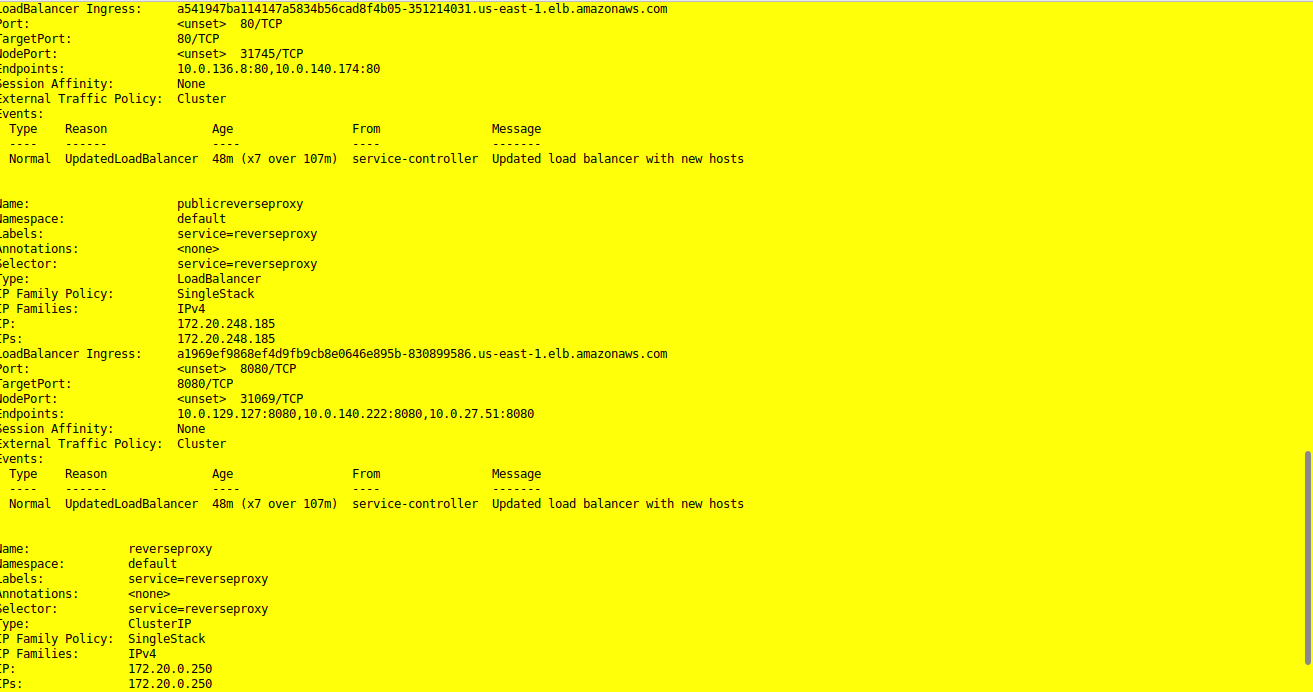 LoadBalancer Ingress: a541947ba114147a5834b56cad8f4b05-351214031.us-east-1.elb.amazonaws.com
Port: <unset> 80/TCP
TargetPort: 80/TCP
NodePort: <unset> 31745/TCP
Endpoints: 10.0.136.8:80,10.0.140.174:80
Session Affinity: None
External Traffic Policy: Cluster
Events:
Type Reason Age From Message
---- ------ ---- ---- -------
Normal UpdatedLoadBalancer 48m (x7 over 107m) service-controller Updated load balancer with new hosts
Name: publicreverseproxy
Namespace: default
Labels: service=reverseproxy
Annotations: <none>
Selector: service=reverseproxy
Type: LoadBalancer
IP Family Policy: SingleStack
IP Families: IPv4
IP: 172.20.248.185
IPs: 172.20.248.185
LoadBalancer Ingress: a1969ef9868ef4d9fb9cb8e0646e895b-830899586.us-east-1.elb.amazonaws.com
Port: <unset> 8080/TCP
TargetPort: 8080/TCP
NodePort: <unset> 31069/TCP
Endpoints: 10.0.129.127:8080,10.0.140.222:8080,10.0.27.51:8080
Session Affinity: None
External Traffic Policy: Cluster
Events:
Type Reason Age From Message
---- ------ ---- ---- -------
Normal UpdatedLoadBalancer 48m (x7 over 107m) service-controller Updated load balancer with new hosts
Name: reverseproxy
Namespace: default
Labels: service=reverseproxy
Annotations: <none>
Selector: service=reverseproxy
Type: ClusterIP
IP Family Policy: SingleStack
IP Families: IPv4
IP: 172.20.0.250
IPs: 172.20.0.250